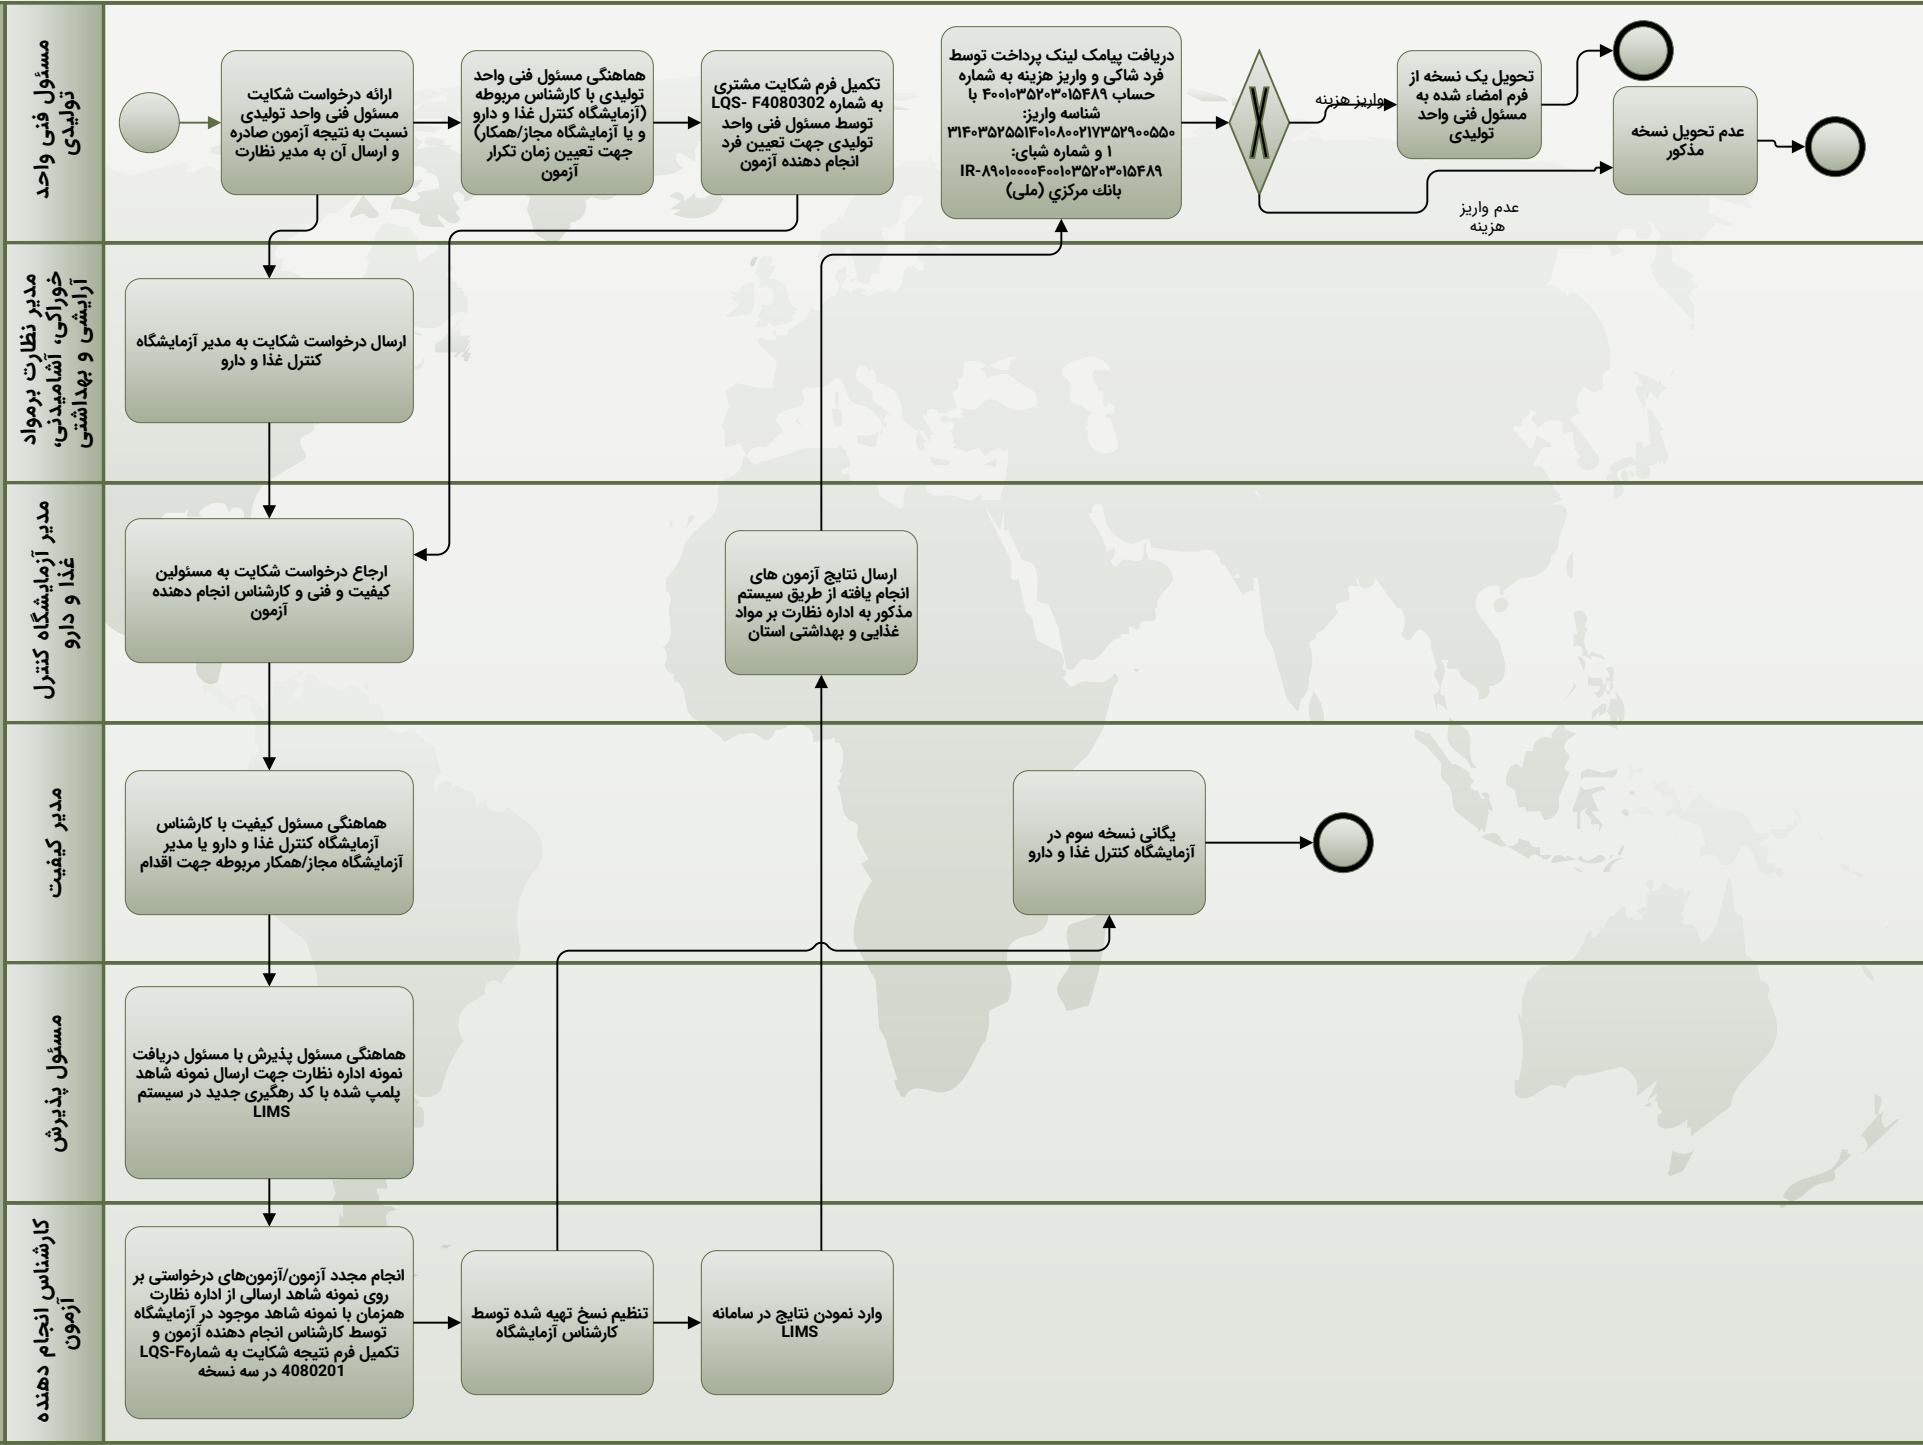 مسئول فنی واحد
تولیدی
ارائه درخواست شکایت
مسئول فنی واحد تولیدی
نسبت به نتیجه آزمون صادره
و ارسال آن به مدیر نظارت
هماهنگی مسئول فنی واحد
تولیدی با کارشناس مربوطه
(آزمایشگاه کنترل غذا و دارو
و یا آزمایشگاه مجاز/همکار)
جهت تعیین زمان تکرار
آزمون
تکمیل فرم شکایت مشتری
به شماره LQS- F4080302
توسط مسئول فنی واحد
تولیدی جهت تعیین فرد
انجام دهنده آزمون
دریافت پیامک لینک پرداخت توسط
فرد شاکی و واریز هزینه به شماره
حساب ۴۰۰۱۰۳۵۲۰۳۰۱۵۴۸۹ با
شناسه واریز:
۳۱۴۰۳۵۲۵۵۱۴۰۱۰۸۰۰۲۱۷۳۵۲۹۰۰۵۵۰
۱ و شماره شبای:
IR-۸۹۰۱۰۰۰۰۴۰۰۱۰۳۵۲۰۳۰۱۵۴۸۹
بانك مركزي (ملی)
واریز هزینه
عدم واریز
هزینه
تحویل یک نسخه از
فرم امضاء شده به
مسئول فنی واحد
تولیدی
عدم تحویل نسخه
مذکور
مدیر نظارت برمواد
خوراکی، آشامیدنی،
آرایشی و بهداشتی
ارسال درخواست شکایت به مدیر آزمایشگاه
کنترل غذا و دارو
مدیر آزمایشگاه کنترل
غذا و دارو
ارجاع درخواست شکایت به مسئولین
کیفیت و فنی و کارشناس انجام دهنده
آزمون
ارسال نتایج آزمون های
انجام یافته از طریق سیستم
مذکور به اداره نظارت بر مواد
غذایی و بهداشتی استان
مدیر کیفیت
هماهنگی مسئول کیفیت با کارشناس
آزمایشگاه کنترل غذا و دارو یا مدیر
آزمایشگاه مجاز/همکار مربوطه جهت اقدام
یگانی نسخه سوم در
آزمایشگاه کنترل غذا و دارو
مسئول پذیرش
هماهنگی مسئول پذیرش با مسئول دریافت
نمونه اداره نظارت جهت ارسال نمونه شاهد
پلمپ شده با کد رهگیری جدید در سیستم
LIMS
کارشناس انجام دهنده
آزمون
انجام مجدد آزمون/آزمون‌های درخواستی بر
روی نمونه شاهد ارسالی از اداره نظارت
همزمان با نمونه شاهد موجود در آزمایشگاه
توسط کارشناس انجام دهنده آزمون و
تکمیل فرم نتیجه شکایت به شمارهLQS-F
4080201 در سه نسخه
تنظیم نسخ تهیه شده توسط
کارشناس آزمایشگاه
وارد نمودن نتایج در سامانه
LIMS